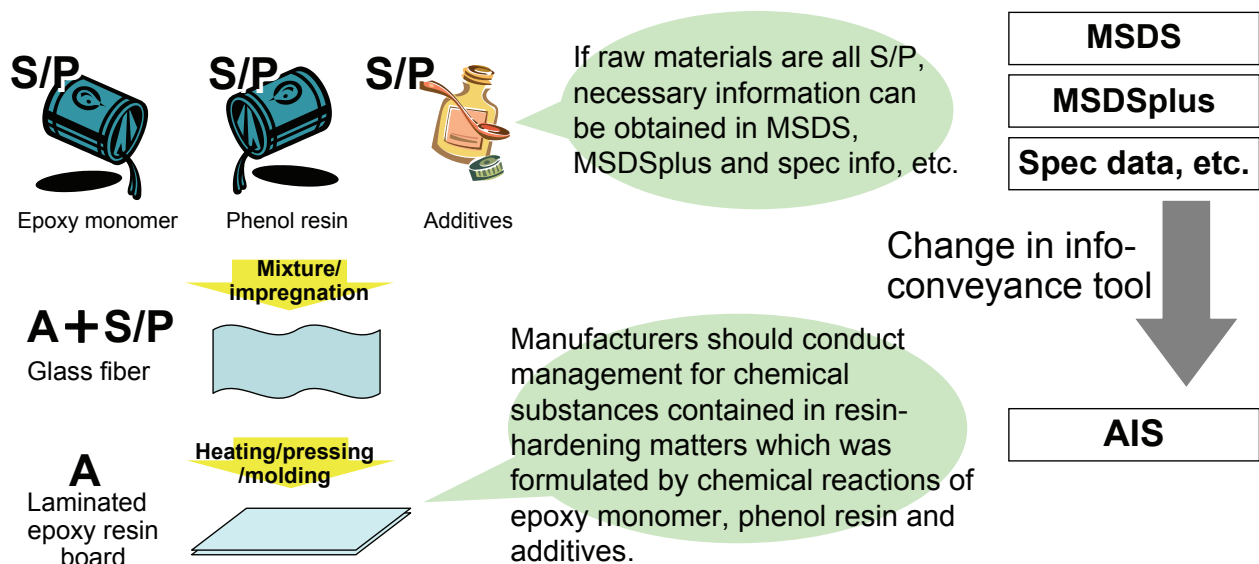 S/P
S/P
S/P
Epoxy monomer
Phenol resin
Additives
If raw materials are all S/P,
necessary information can
be obtained in MSDS,
MSDSplus and spec info, etc.
MSDS
MSDSplus
Spec data, etc.
Change in info-
conveyance tool
AIS
Mixture/
impregnation
A+S/P
Glass fiber
Heating/pressing
/molding
A
Laminated
epoxy resin
board
Manufacturers should conduct
management for chemical
substances contained in resin-
hardening matters which was
formulated by chemical reactions of
epoxy monomer, phenol resin and
additives.